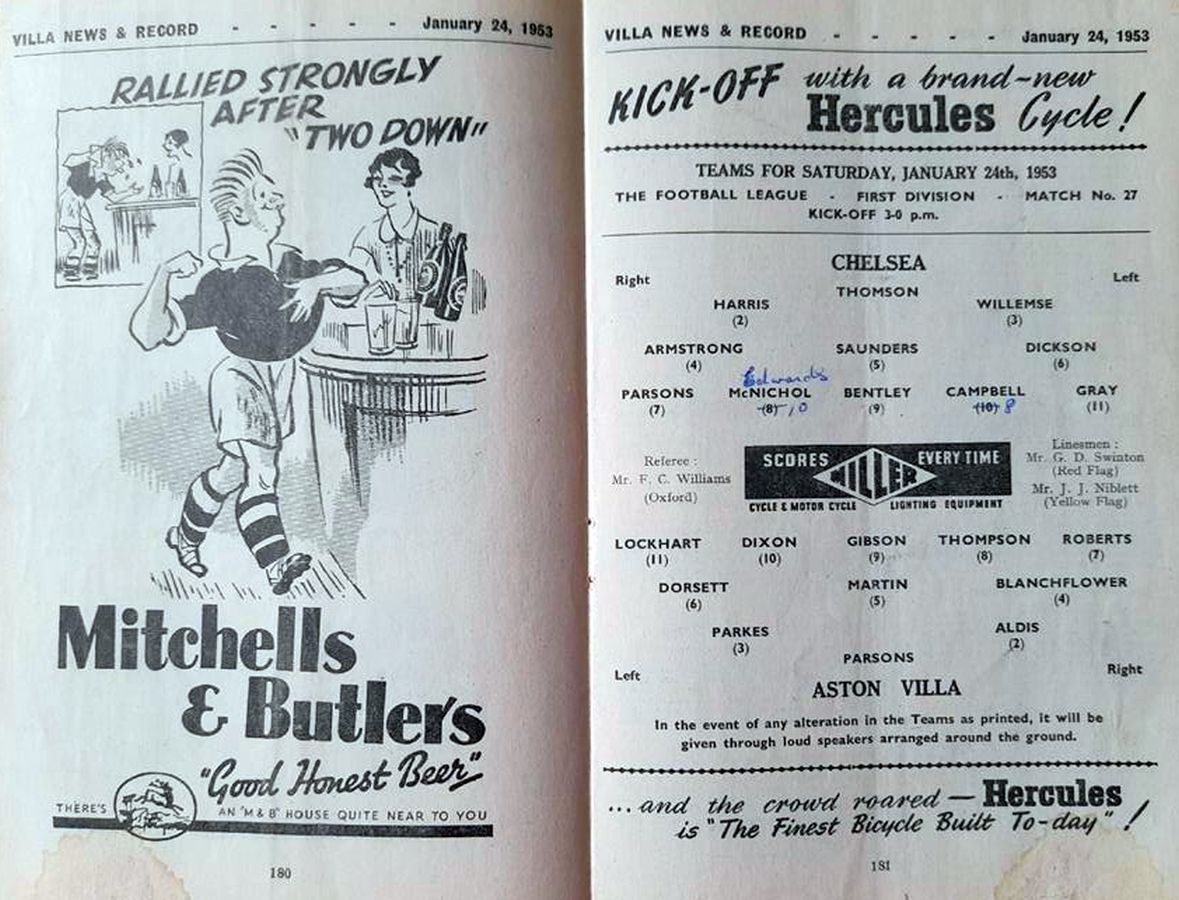 VILLA NEWS & RECORD - - - - - January 24, 1953
RALLIED STRONGLY
AFTER
"TWO DOWN"
Mitchells
& Butlers
"Good Honest Beer"
THERE'S AN "M & B" HOUSE QUITE NEAR TO YOU
180
VILLA NEWS & RECORD - - - - - January 24, 1953
KICK-OFF with a brand-new
Hercules Cycle!
TEAMS FOR SATURDAY, JANUARY 24th, 1953
THE FOOTBALL LEAGUE - FIRST DIVISION - MATCH No. 27
KICK-OFF 3-0 p.m.
CHELSEA
Right Left
THOMSON
HARRIS WILLEMSE
(2) (3)
ARMSTRONG SAUNDERS DICKSON
(4) (5) (6)
Edwards
PARSONS McNICHOL BENTLEY CAMPBELL GRAY
(7) (8) 10 (9) (10) 8 (11)
Referee :
Mr. F. C. Williams
(Oxford)
SCORES MILLER EVERY TIME
CYCLE & MOTOR CYCLE LIGHTING EQUIPMENT
Linesmen :
Mr. G. D. Swinton
(Red Flag)
Mr. J. J. Niblett
(Yellow Flag)
LOCKHART DIXON GIBSON THOMPSON ROBERTS
(11) (10) (9) (8) (7)
DORSETT MARTIN BLANCHFLOWER
(6) (5) (4)
PARKES ALDIS
(3) (2)
PARSONS
Left Right
ASTON VILLA
In the event of any alteration in the Teams as printed, it will be
given through loud speakers arranged around the ground.
...and the crowd roared — Hercules
is "The Finest Bicycle Built To-day" !
181